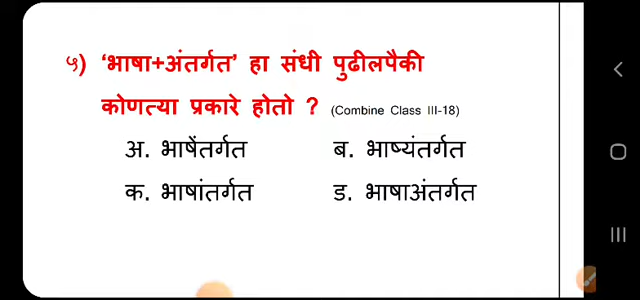 ५) ‘भाषा+अंतर्गत’ हा संधी पुढीलपैकी
कोणत्या प्रकारे होतो ? (Combine Class III-18)
अ. भाषेंतर्गत ब. भाष्यंतर्गत
क. भाषांतर्गत ड. भाषाअंतर्गत